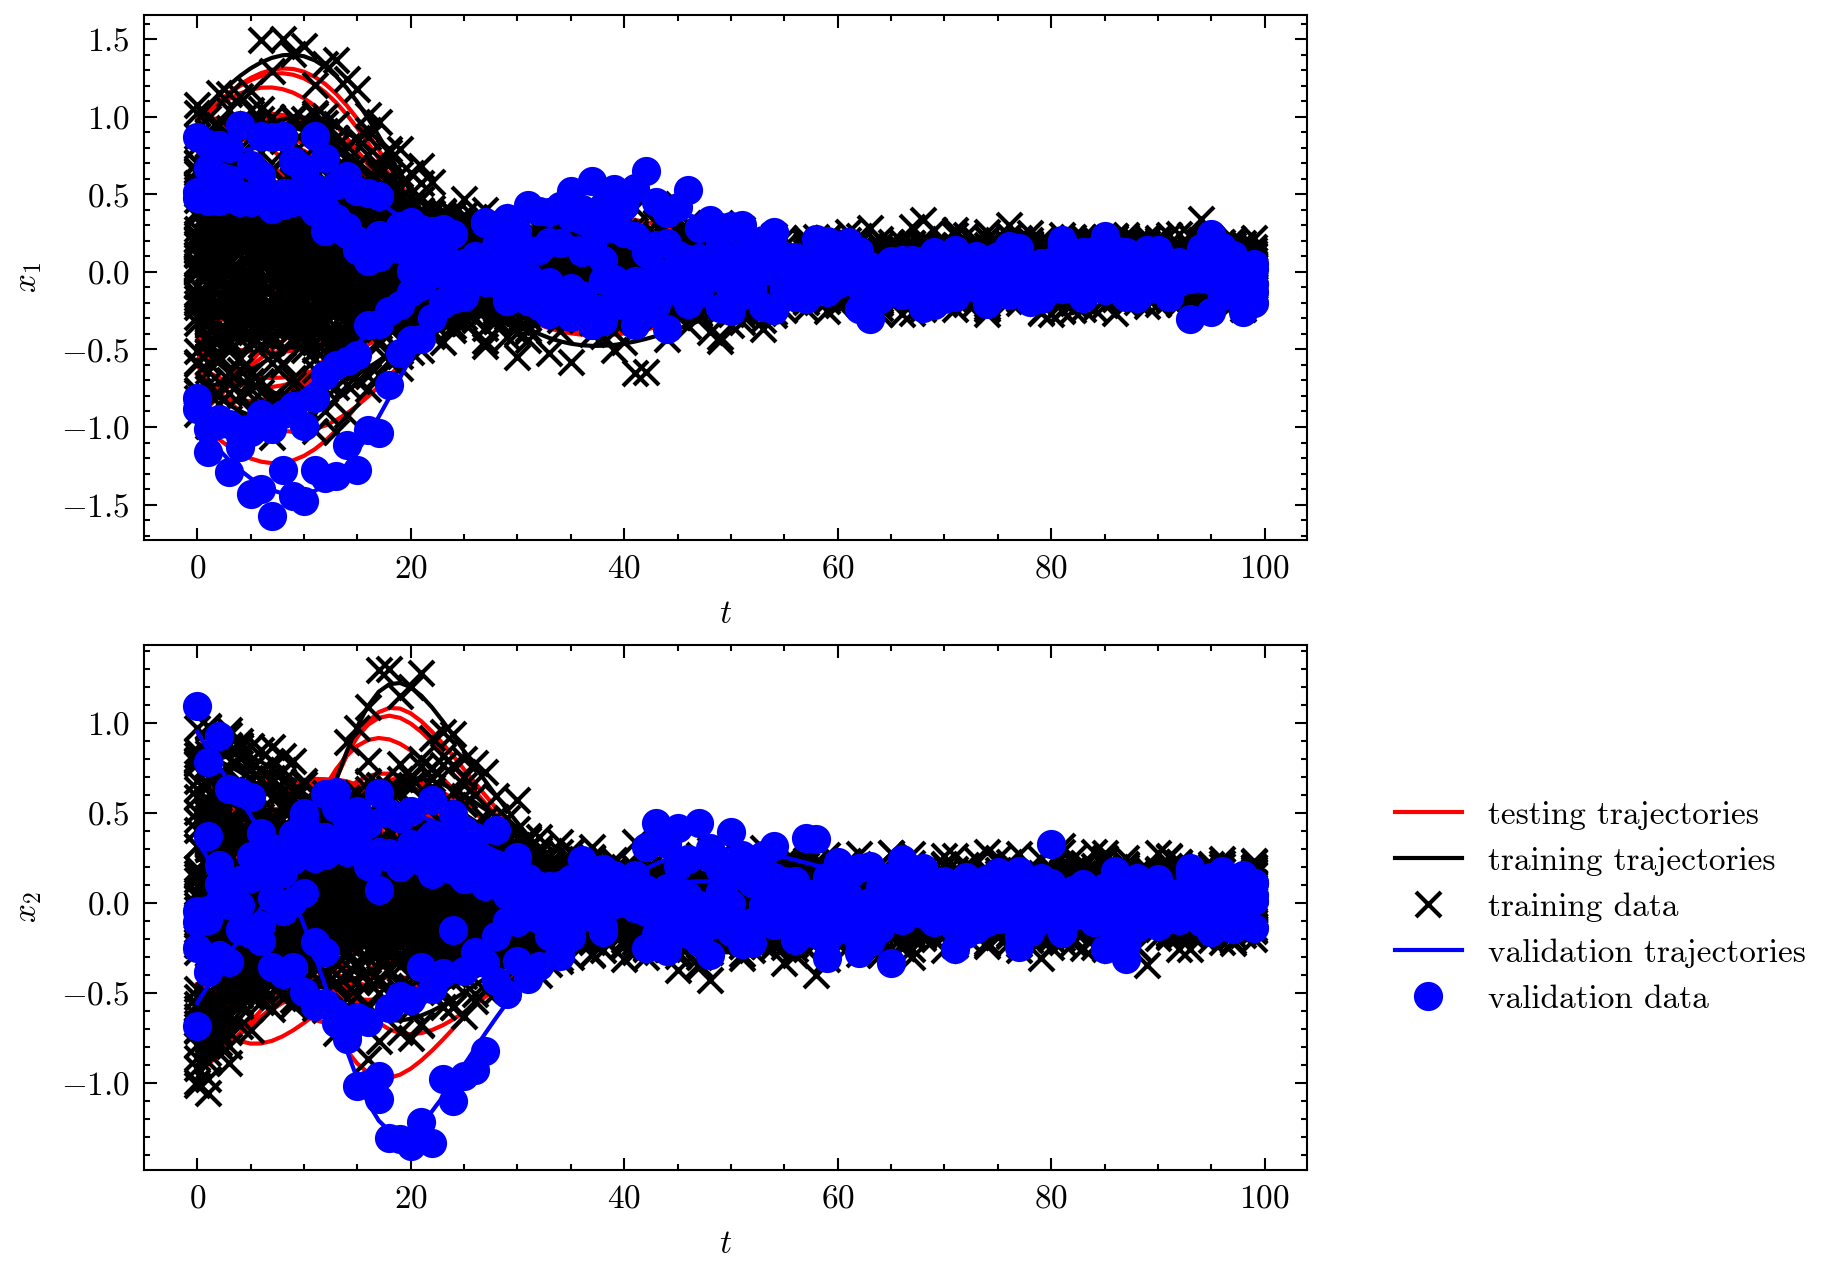 1.5
1.0
0.5
0.0
−0.5
−1.0
−1.5
x₁
0 20 40 60 80 100
t
1.0
0.5
0.0
−0.5
−1.0
x₂
0 20 40 60 80 100
t
testing trajectories
training trajectories
training data
validation trajectories
validation data